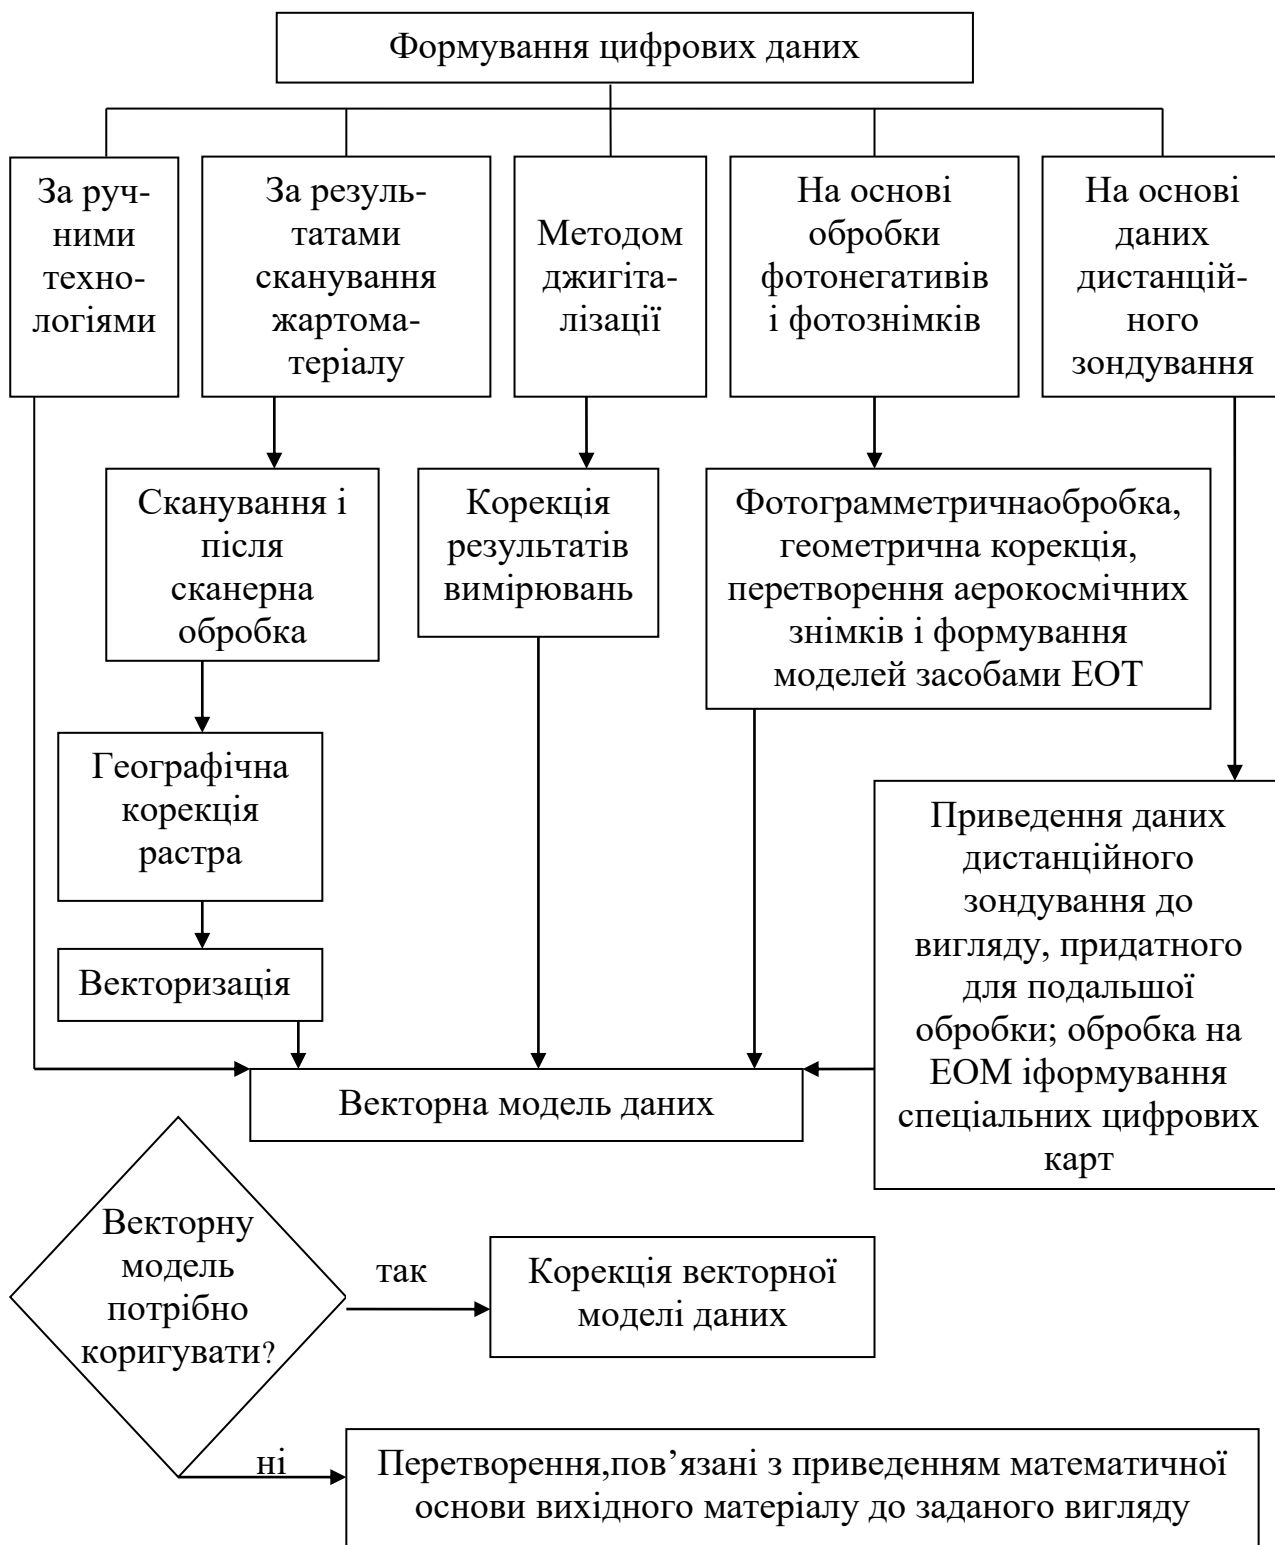 Формування цифрових даних
За руч-
ними
техно-
логіями
За резуль-
татами
сканування
жартома-
теріалу
Методом
джигіта-
лізації
На основі
обробки
фотонегативів
і фотознімків
На основі
даних
дистанцій-
ного
зондування
Сканування і
після
сканерна
обробка
Корекція
результатів
вимірювань
Фотограмметричнаобробка,
геометрична корекція,
перетворення аерокосмічних
знімків і формування
моделей засобами ЕОТ
Географічна
корекція
растра
Приведення даних
дистанційного
зондування до
вигляду, придатного
для подальшої
обробки; обробка на
ЕОМ іформування
спеціальних цифрових
карт
Векторизація
Векторна модель даних
Векторну
модель
потрібно
коригувати?
так
Корекція векторної
моделі даних
ні
Перетворення,пов’язані з приведенням математичної
основи вихідного матеріалу до заданого вигляду